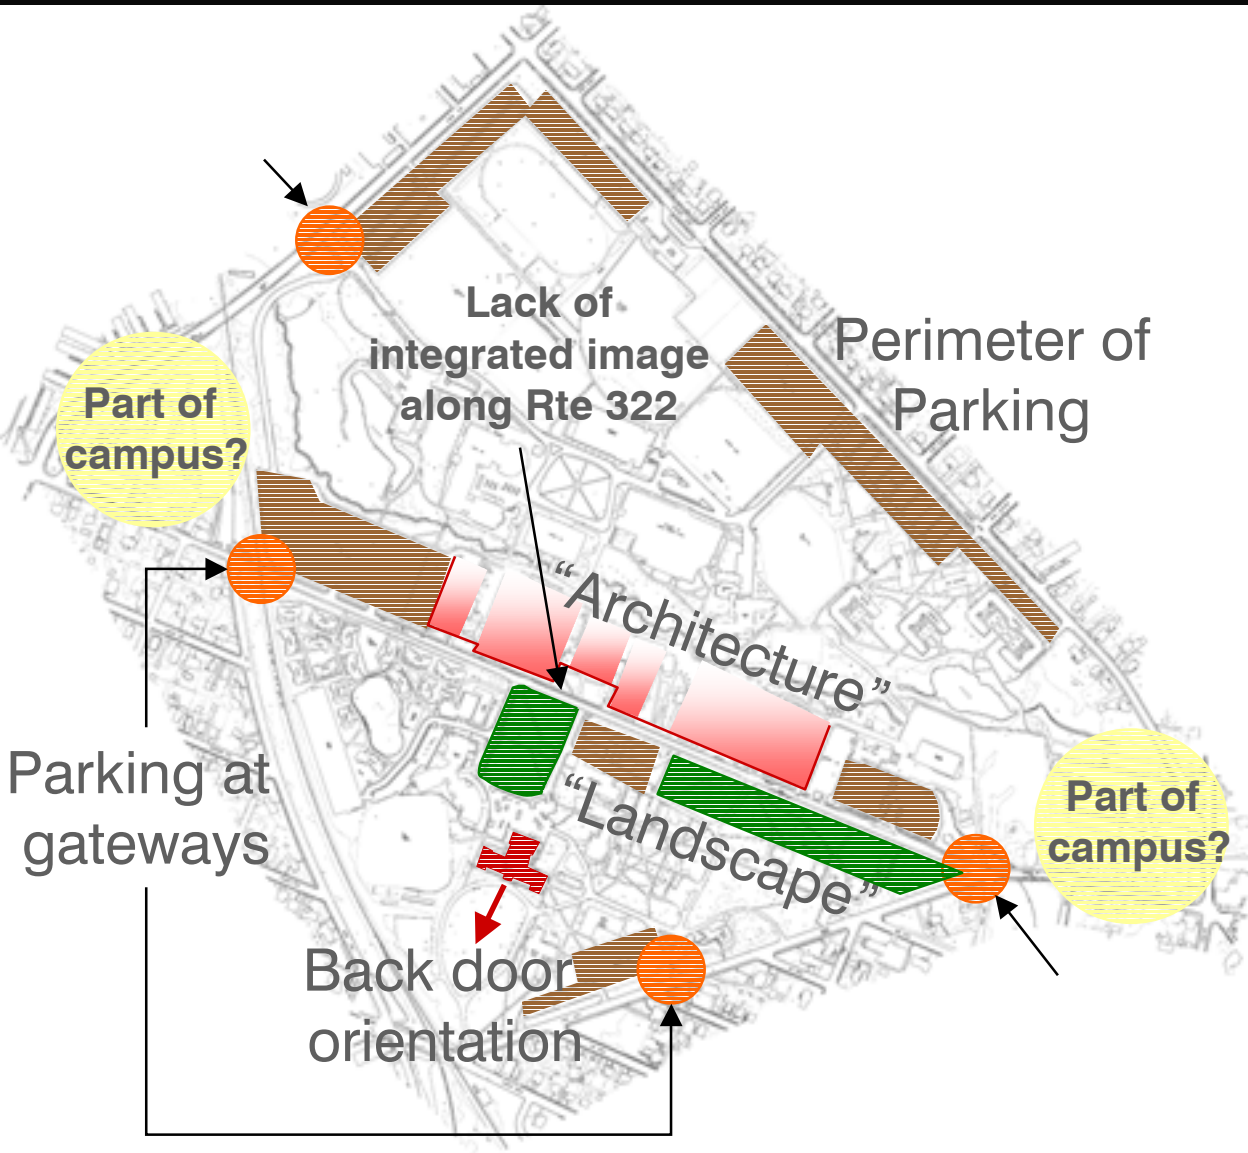 Lack of
integrated image
along Rte 322
Perimeter of
Parking
Part of
campus?
“Architecture”
Parking at
gateways
“Landscape”
Part of
campus?
Back door
orientation